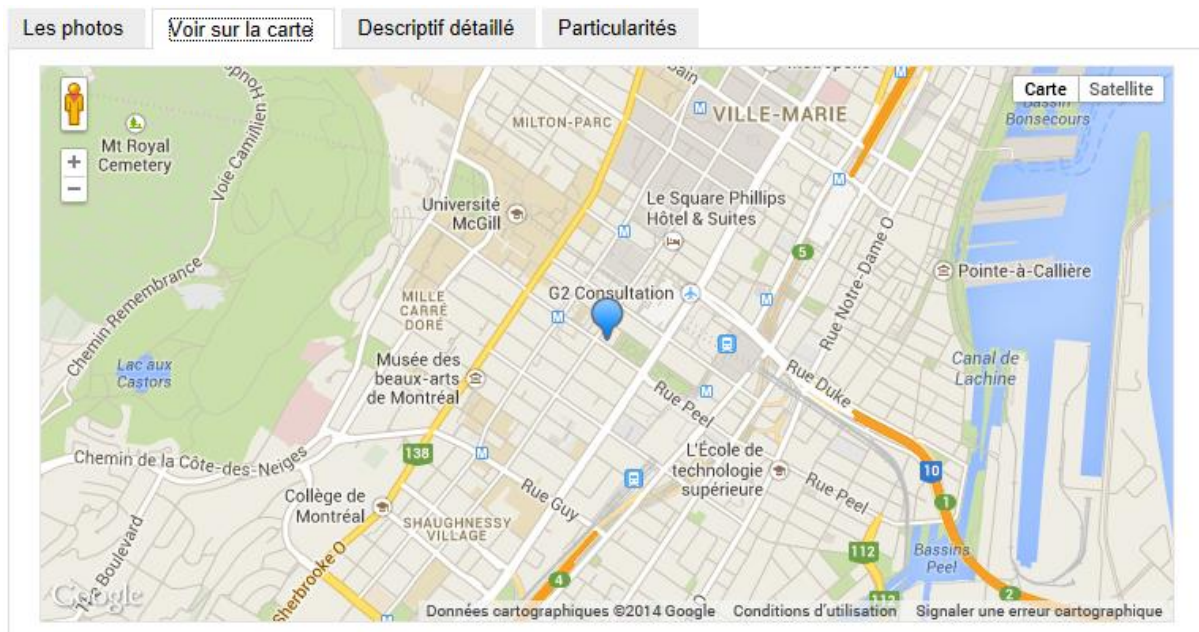 Les photos
Voir sur la carte
Descriptif détaillé
Particularités
Carte
Satellite
Bassin
Bonsecours
VILLE-MARIE
MILTON-PARC
Mt Royal
Cemetery
Voie Camillien
Université
McGill
Le Square Phillips
Hôtel & Suites
5
Rue Notre-Dame O
Pointe-à-Callière
Chemin Remembrance
MILLE
CARRÉ
DORÉ
G2 Consultation
Lac aux
Castors
Musée des
beaux-arts
de Montréal
Canal de
Lachine
Rue Duke
Rue Peel
Chemin de la Côte-des-Neiges
138
L'École de
technologie
supérieure
10
Rue Peel
1
Collège de
Montréal
Rue Guy
SHAUGHNESSY
VILLAGE
112
Bassins
Peel
Boulevard
Sherbrooke O
4
112
2
Google
Données cartographiques ©2014 Google
Conditions d'utilisation
Signaler une erreur cartographique